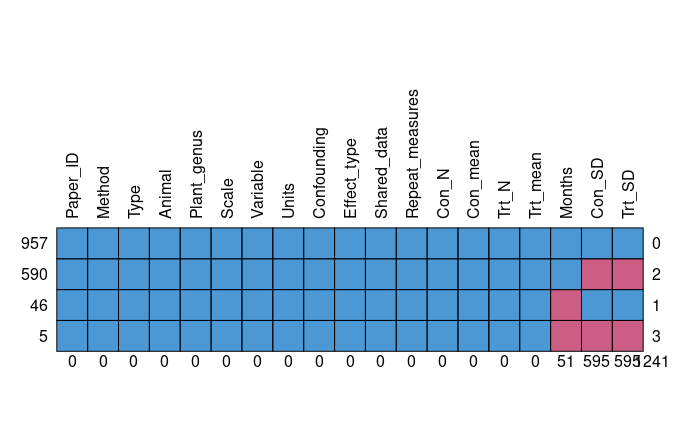 Paper_ID Method Type Animal Plant_genus Scale Variable Units Confounding Effect_type Shared_data Repeat_measures Con_N Con_mean Trt_N Trt_mean Months Con_SD Trt_SD
957 0
590 2
46 1
5 3
0 0 0 0 0 0 0 0 0 0 0 0 0 0 0 0 51 595 595 1241